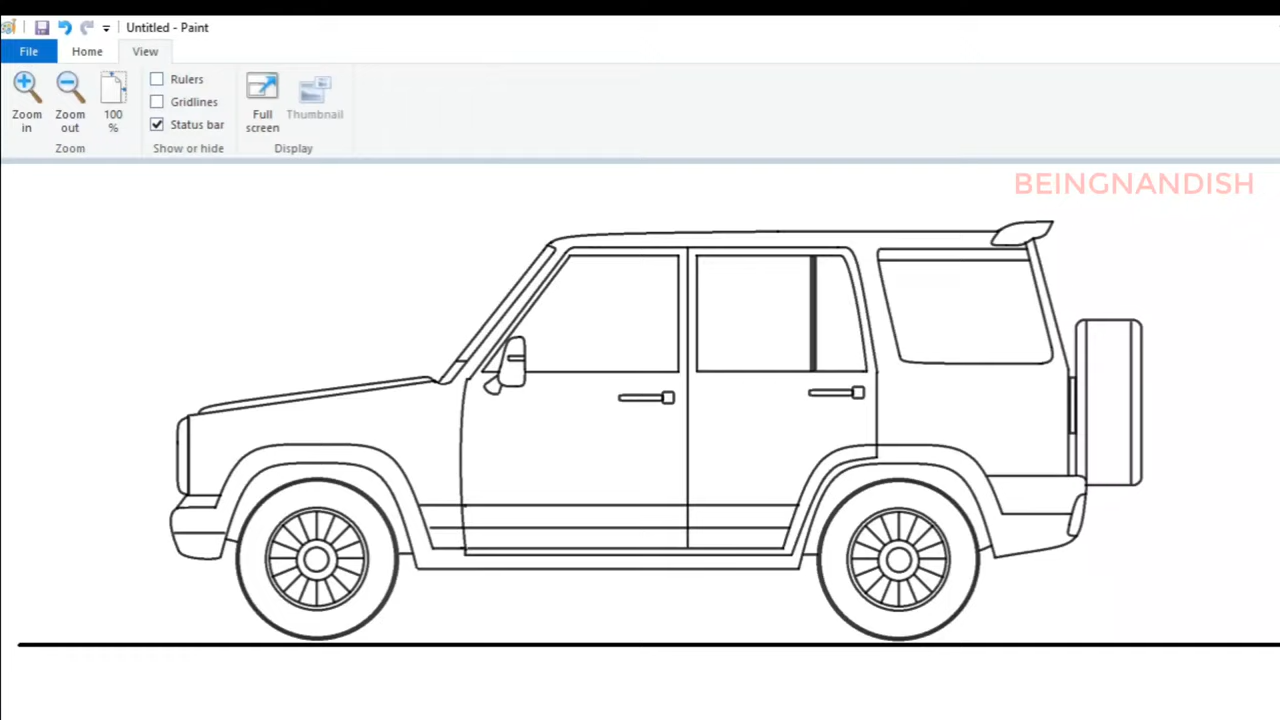 Untitled - Paint
File Home View
Zoom in
Zoom out
100 %
Rulers
Gridlines
Status bar
Full screen
Thumbnail
Zoom
Show or hide
Display
BEINGNANDISH